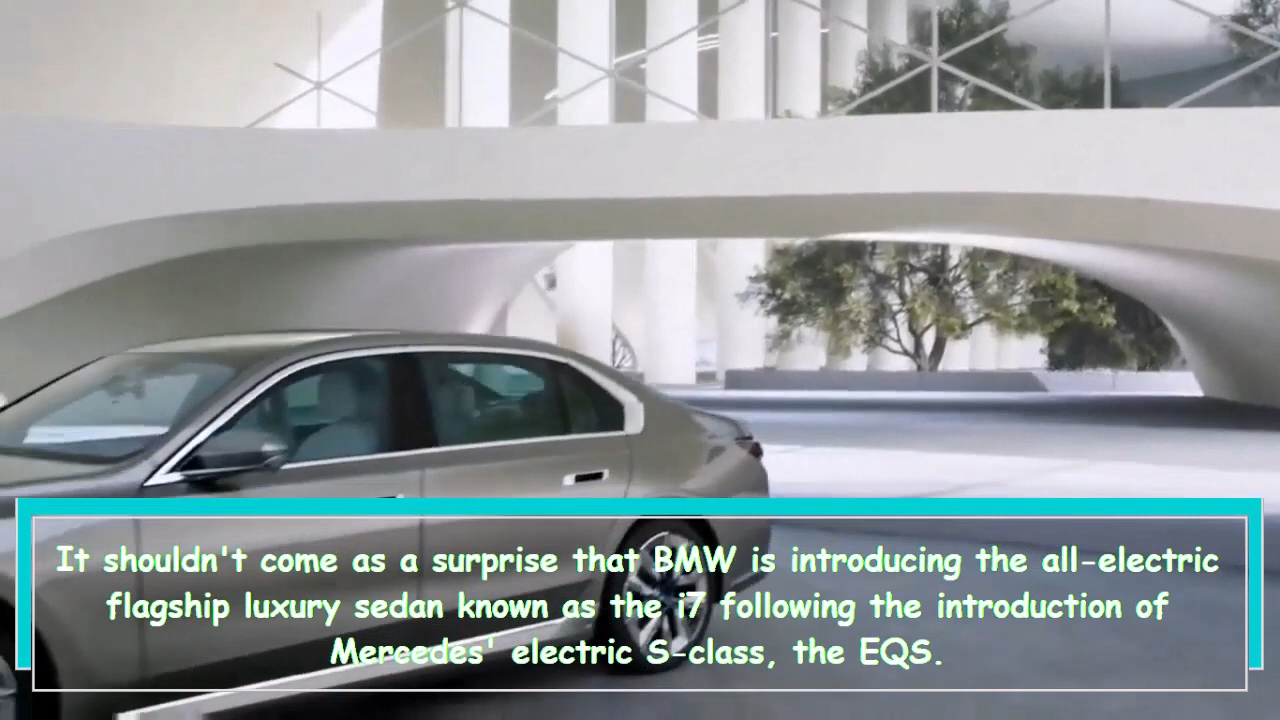 It shouldn't come as a surprise that BMW is introducing the all-electric
flagship luxury sedan known as the i7 following the introduction of
Mercedes' electric S-class, the EQS.